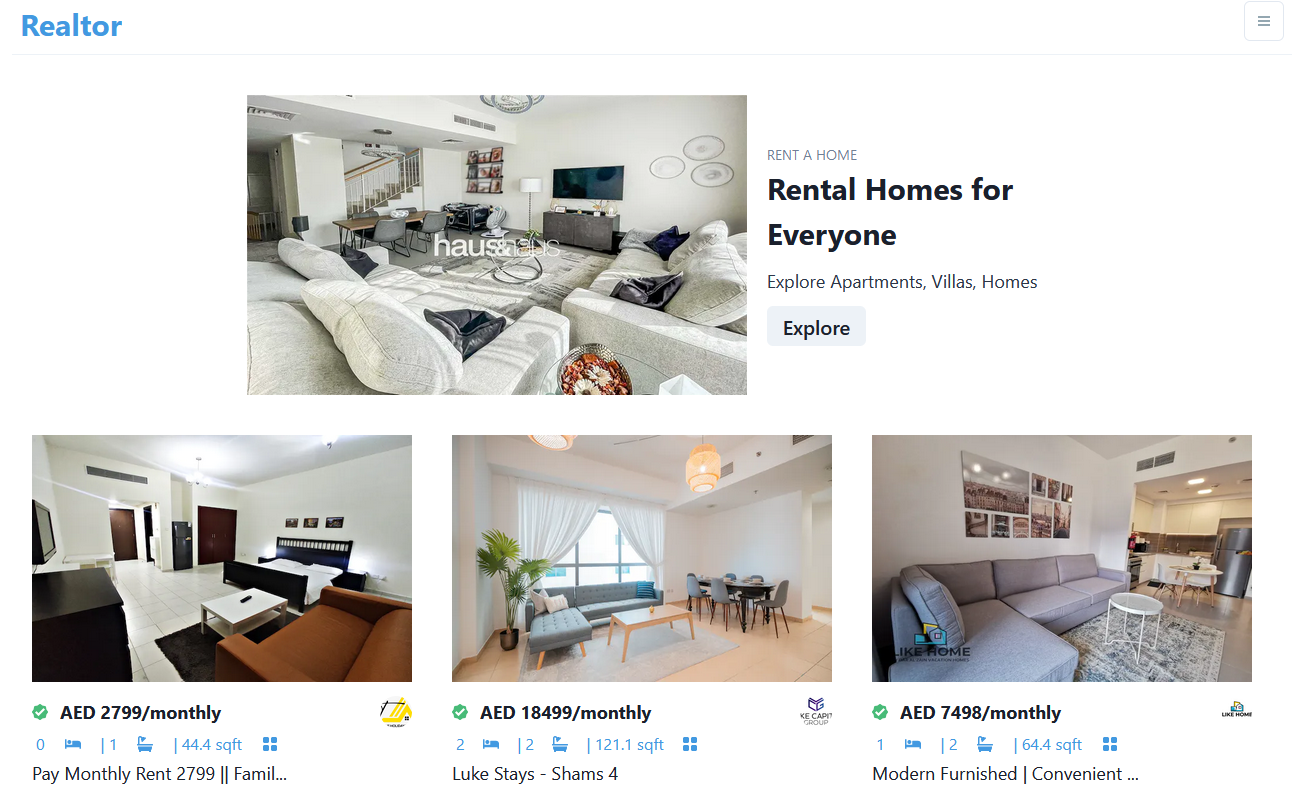 Realtor
haus&haus
RENT A HOME
Rental Homes for
Everyone
Explore Apartments, Villas, Homes
Explore
LIKE HOME
AED 2799/monthly
0 | 1 | 44.4 sqft
Pay Monthly Rent 2799 || Famil...
AED 18499/monthly
KE CAPIT
GROUP
2 | 2 | 121.1 sqft
Luke Stays - Shams 4
AED 7498/monthly
LIKE HOME
1 | 2 | 64.4 sqft
Modern Furnished | Convenient ...